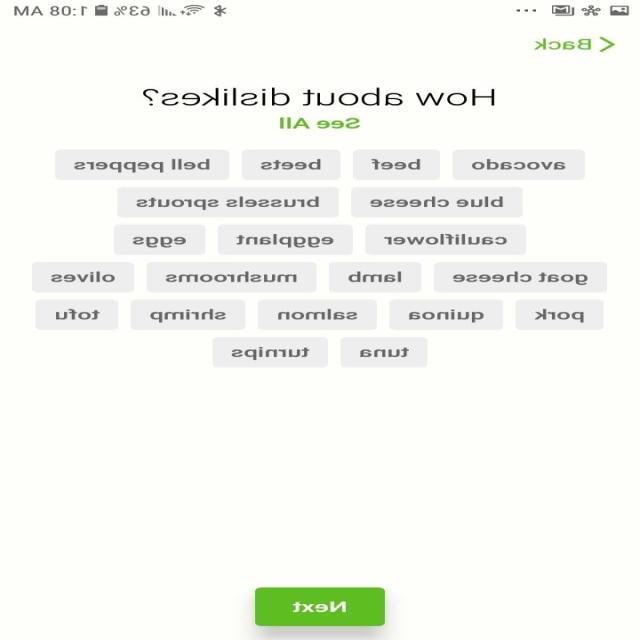 1:08 AM 63%
< Back
How about dislikes?
See All
avocado beef beets bell peppers
blue cheese brussels sprouts
cauliflower eggplant eggs
goat cheese lamb mushrooms olives
pork quinoa salmon shrimp tofu
tuna turnips
Next